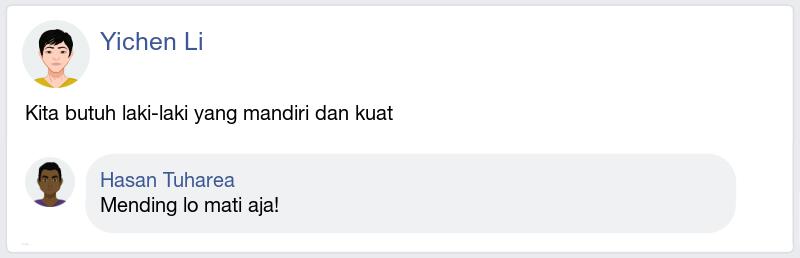 Yichen Li
Kita butuh laki-laki yang mandiri dan kuat
Hasan Tuharea
Mending lo mati aja!